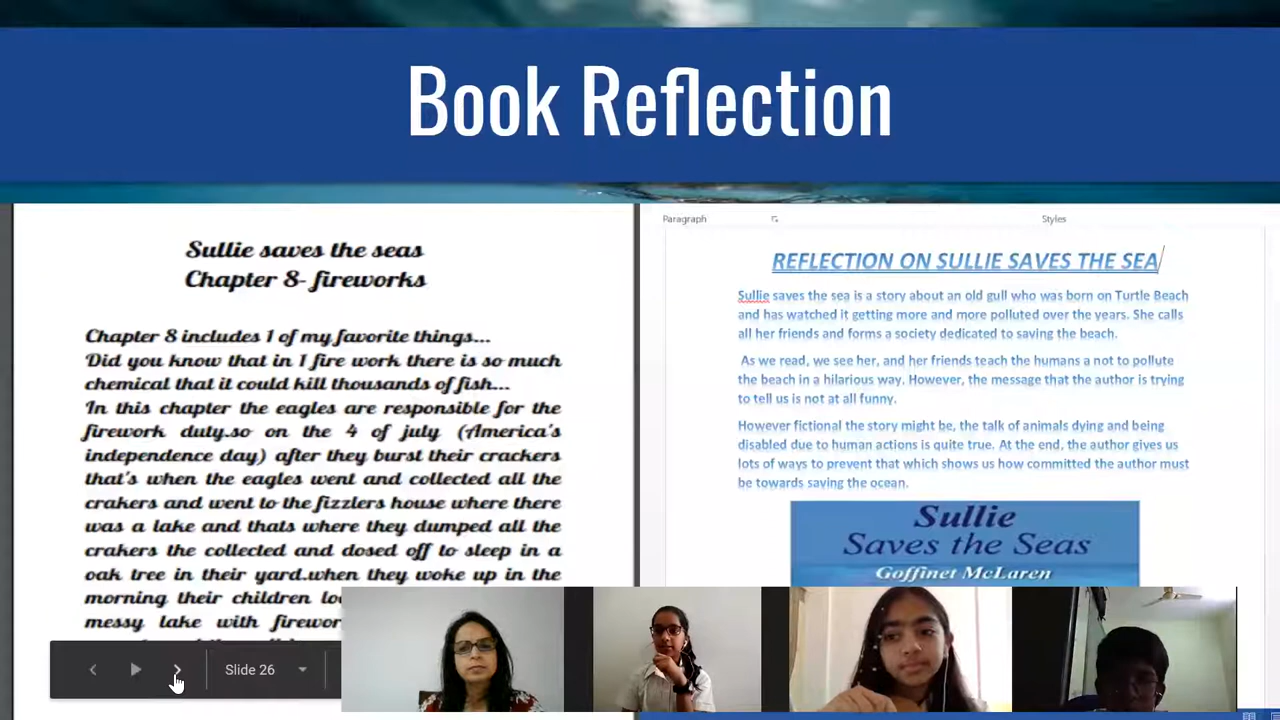 Book Reflection
Sullie saves the seas
Chapter 8- fireworks
Chapter 8 includes 1 of my favorite things...
Did you know that in 1 fire work there is so much
chemical that it could kill thousands of fish...
In this chapter the eagles are responsible for the
firework duty.so on the 4 of july (America's
independence day) after they burst their crackers
that's when the eagles went and collected all the
crakers and went to the fizzlers house where there
was a lake and thats where they dumped all the
crakers the collected and dosed off to sleep in a
oak tree in their yard.when they woke up in the
morning their children
messy lake with
Slide 26
Paragraph
Styles
REFLECTION ON SULLIE SAVES THE SEA
Sullie saves the sea is a story about an old gull who was born on Turtle Beach
and has watched it getting more and more polluted over the years. She calls
all her friends and forms a society dedicated to saving the beach.
As we read, we see her, and her friends teach the humans a not to pollute
the beach in a hilarious way. However, the message that the author is trying
to tell us is not at all funny.
However fictional the story might be, the talk of animals dying and being
disabled due to human actions is quite true. At the end, the author gives us
lots of ways to prevent that which shows us how committed the author must
be towards saving the ocean.
Sullie
Saves the Seas
Goffinet McLaren